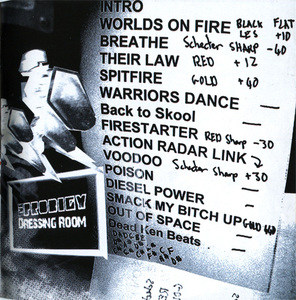 INTRO
WORLDS ON FIRE BLACK LES FLAT +10
BREATHE Schecter SHARP -60
THEIR LAW RED +12
SPITFIRE GOLD +60
WARRIORS DANCE —
Back to Skool —
FIRESTARTER RED Sharp -30
ACTION RADAR LINK
VOODOO Schecter Sharp +30
POISON —
DIESEL POWER —
SMACK MY BITCH UP GOLD
OUT OF SPACE —
Dead Ken Beats
PRODIGY
DRESSING ROOM